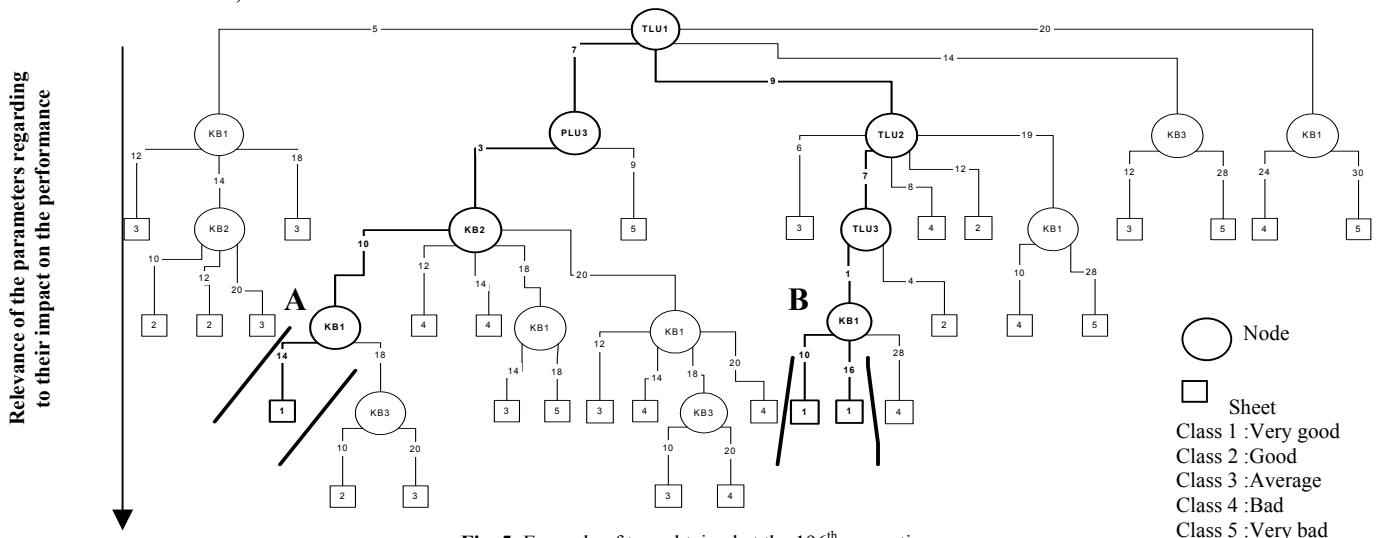 Relevance of the parameters regarding
to their impact on the performance
5
TLU1
20
7
14
9
KB1
PLU3
TLU2
KB3
KB1
12
18
14
3
9
6
19
7
8
12
12
28
24
30
3
KB2
3
KB2
5
3
TLU3
4
2
KB1
3
5
4
5
10
12
20
10
12
14
18
20
1
4
10
28
2
2
3
A
KB1
4
4
KB1
KB1
B
KB1
2
4
5
14
18
14
18
12
14
18
20
10
16
28
1
KB3
3
5
3
4
KB3
4
1
1
4
10
20
10
20
2
3
3
4
Node
Sheet
Class 1 :Very good
Class 2 :Good
Class 3 :Average
Class 4 :Bad
Class 5 :Very bad